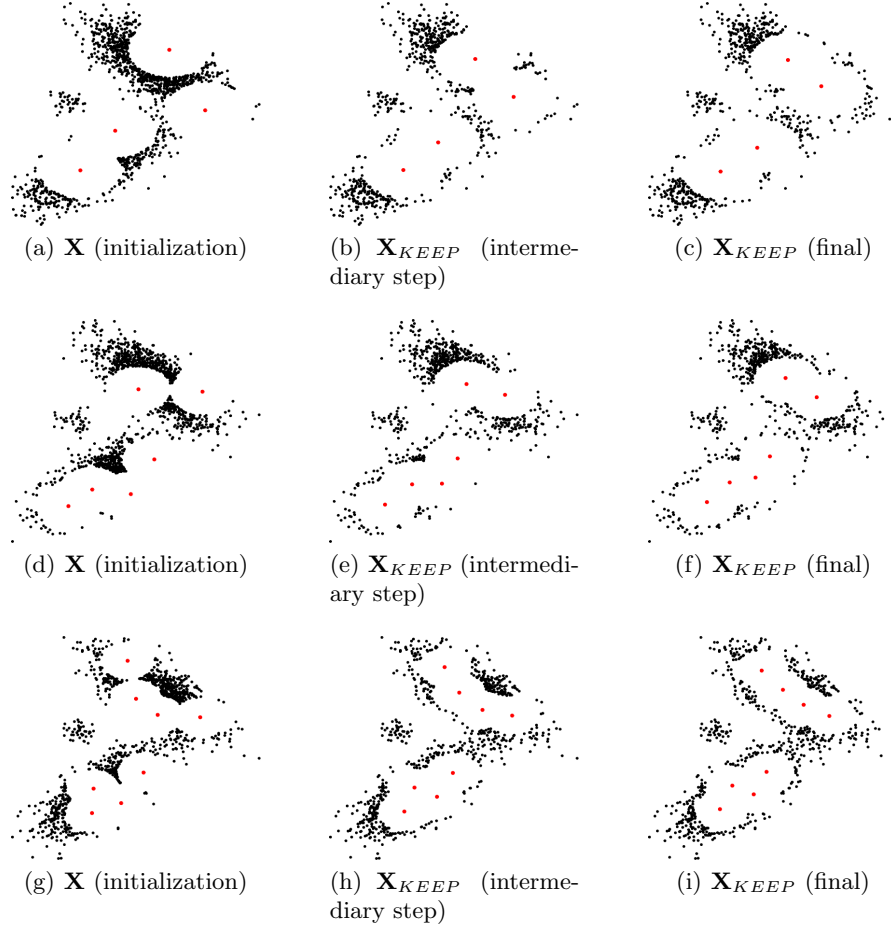 (a) X (initialization)
(b) X_KEEP (interme-
diary step)
(c) X_KEEP (final)
(d) X (initialization)
(e) X_KEEP (intermedi-
ary step)
(f) X_KEEP (final)
(g) X (initialization)
(h) X_KEEP (interme-
diary step)
(i) X_KEEP (final)